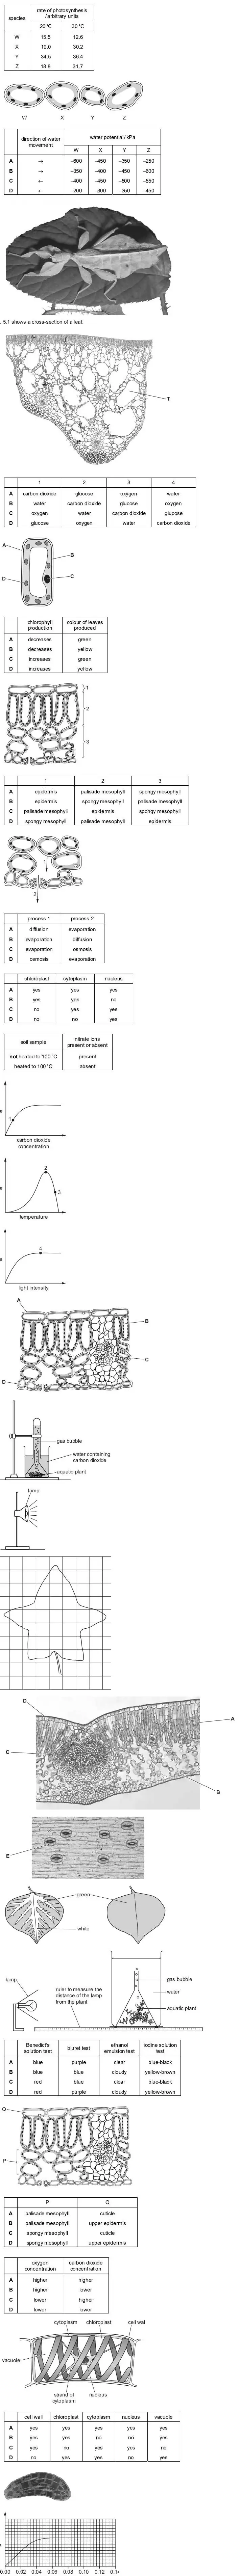 species rate of photosynthesis /arbitrary units
20 °C 30 °C
W 15.5 12.6
X 19.0 30.2
Y 34.5 36.4
Z 16.8 31.7
W X Y Z
direction of water movement water potential / kPa
W X Y Z
A → –600 –450 –350 –250
B → –350 –400 –450 –600
C ← –400 –450 –500 –550
D ← –200 –300 –350 –450
. 5.1 shows a cross-section of a leaf.
T
1 2 3 4
A carbon dioxide glucose oxygen water
B water carbon dioxide glucose oxygen
C oxygen water carbon dioxide glucose
D glucose oxygen water carbon dioxide
A
B
D C
chlorophyll production colour of leaves produced
A decreases green
B decreases yellow
C increases green
D increases yellow
1
2
3
1 2 3
A epidermis palisade mesophyll spongy mesophyll
B epidermis spongy mesophyll palisade mesophyll
C palisade mesophyll epidermis spongy mesophyll
D spongy mesophyll palisade mesophyll epidermis
1
2
process 1 process 2
A diffusion evaporation
B evaporation diffusion
C evaporation osmosis
D osmosis evaporation
chloroplast cytoplasm nucleus
A yes yes yes
B yes yes no
C no yes yes
D no no yes
soil sample nitrate ions present or absent
not heated to 100 °C present
heated to 100 °C absent
1
carbon dioxide
concentration
2
3
temperature
4
light intensity
A
B
C
D
gas bubble
water containing
carbon dioxide
aquatic plant
lamp
D
A
C
B
E
green
white
lamp
ruler to measure the
distance of the lamp
from the plant
gas bubble
water
aquatic plant
Benedict's solution test biuret test ethanol emulsion test iodine solution test
A blue purple clear blue-black
B blue blue cloudy yellow-brown
C red blue clear blue-black
D red purple cloudy yellow-brown
Q
P
P Q
A palisade mesophyll cuticle
B palisade mesophyll upper epidermis
C spongy mesophyll cuticle
D spongy mesophyll upper epidermis
oxygen concentration carbon dioxide concentration
A higher higher
B higher lower
C lower higher
D lower lower
cytoplasm chloroplast cell wal
vacuole
strand of
cytoplasm
nucleus
cell wall chloroplast cytoplasm nucleus vacuole
A yes yes yes yes yes
B yes yes no no yes
C yes no yes yes no
D no yes yes no yes
0.00 0.02 0.04 0.06 0.08 0.10 0.12 0.14